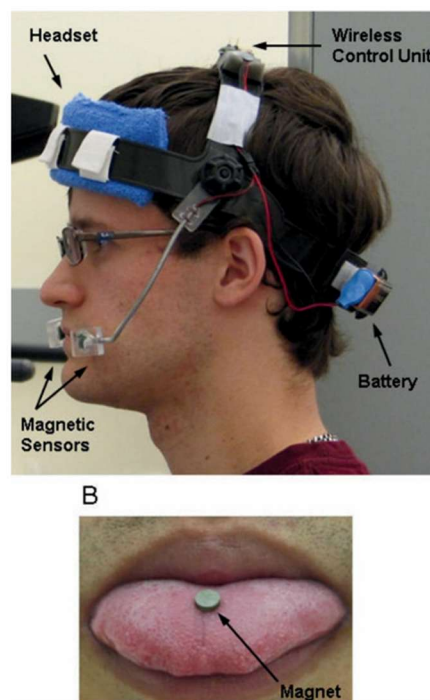 Headset
Wireless
Control Unit
Battery
Magnetic
Sensors
B
Magnet